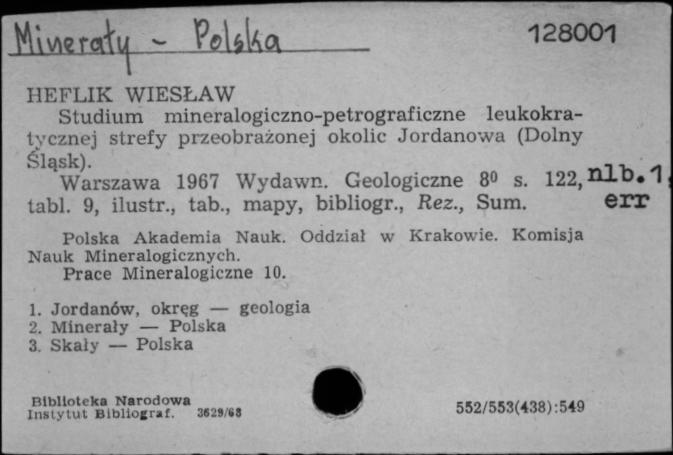 Minerały - Polska
128001
HEFLIK WIESŁAW
Studium mineralogiczno-petrograficzne leukokra-
tycznej strefy przeobrażonej okolic Jordanowa (Dolny
Śląsk).
Warszawa 1967 Wydawn. Geologiczne 8⁰ s. 122, nlb. 1,
tabl. 9, ilustr., tab., mapy, bibliogr., Rez., Sum. err
Polska Akademia Nauk. Oddział w Krakowie. Komisja
Nauk Mineralogicznych.
Prace Mineralogiczne 10.
1. Jordanów, okręg — geologia
2. Minerały — Polska
3. Skały — Polska
Biblioteka Narodowa
Instytut Bibliograf. 3629/68
552/553(438):549